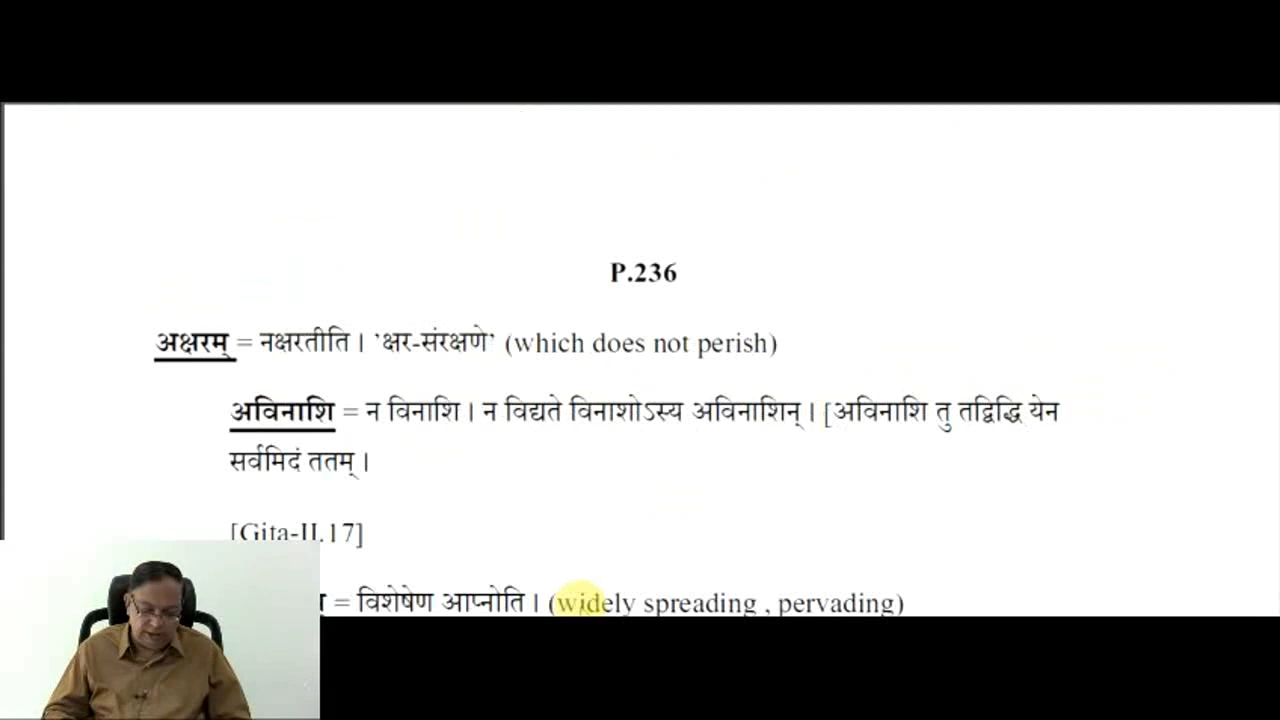 P.236
अक्षरम् = नक्षरतीति । 'क्षर-संरक्षणे' (which does not perish)
अविनाशि = न विनाशि । न विद्यते विनाशोऽस्य अविनाशिन् । [अविनाशि तु तद्विद्धि येन
सर्वमिदं ततम् ।
[Gita-II.17]
= विशेषेण आप्नोति । (widely spreading , pervading)